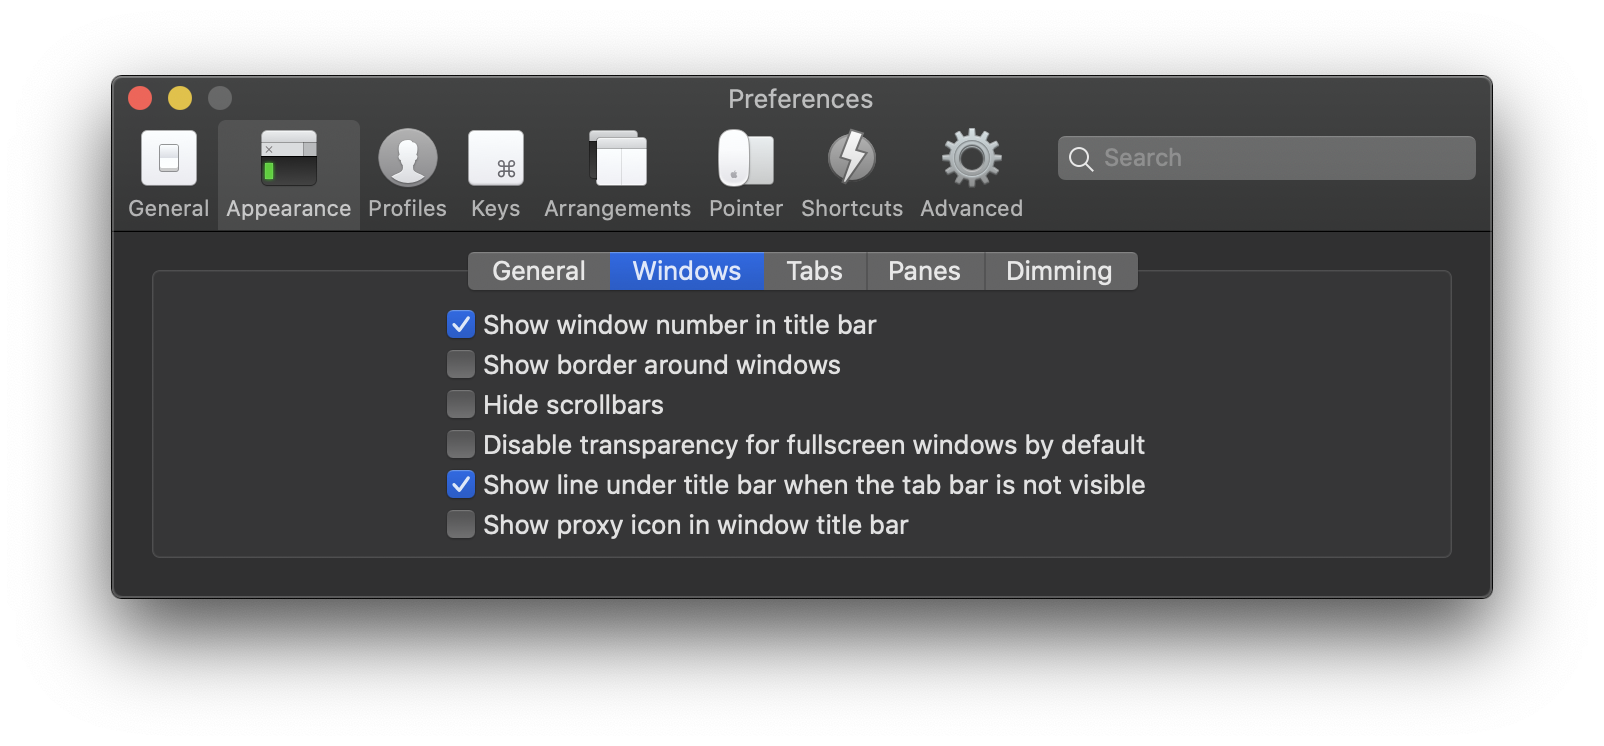 Preferences
General Appearance Profiles Keys Arrangements Pointer Shortcuts Advanced Search
General Windows Tabs Panes Dimming
Show window number in title bar
Show border around windows
Hide scrollbars
Disable transparency for fullscreen windows by default
Show line under title bar when the tab bar is not visible
Show proxy icon in window title bar